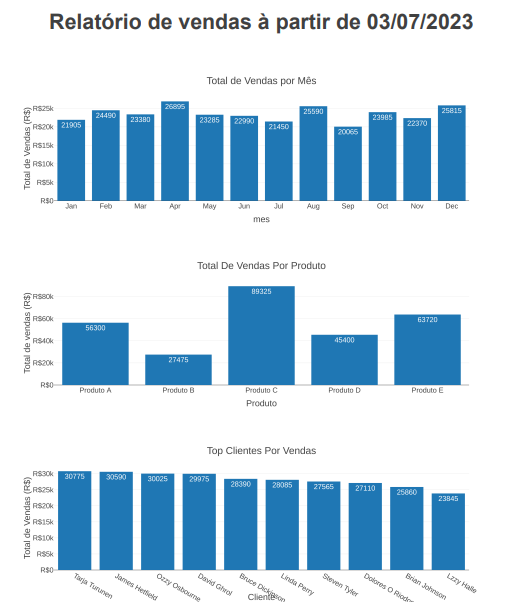 Relatório de vendas à partir de 03/07/2023
Total de Vendas por Mês
Total de Vendas (R$)
R$25k
R$20k
R$15k
R$10k
R$5k
R$0
21905 24490 23380 26895 23285 22990 21450 25590 20065 23985 22370 25815
Jan Feb Mar Apr May Jun Jul Aug Sep Oct Nov Dec
mes
Total De Vendas Por Produto
Total de vendas (R$)
R$80k
R$60k
R$40k
R$20k
R$0
56300 27475 89325 45400 63720
Produto A Produto B Produto C Produto D Produto E
Produto
Top Clientes Por Vendas
Total de Vendas (R$)
R$30k
R$25k
R$20k
R$15k
R$10k
R$5k
R$0
30775 30590 30025 29975 28390 28085 27565 27110 25860 23845
Tarja Turunen James Hetfield Ozzy Osbourne David Ghrol Bruce Dickinson Linda Perry Steven Tyler Dolores O Brian Johnson Lzzy Halle
Cliente